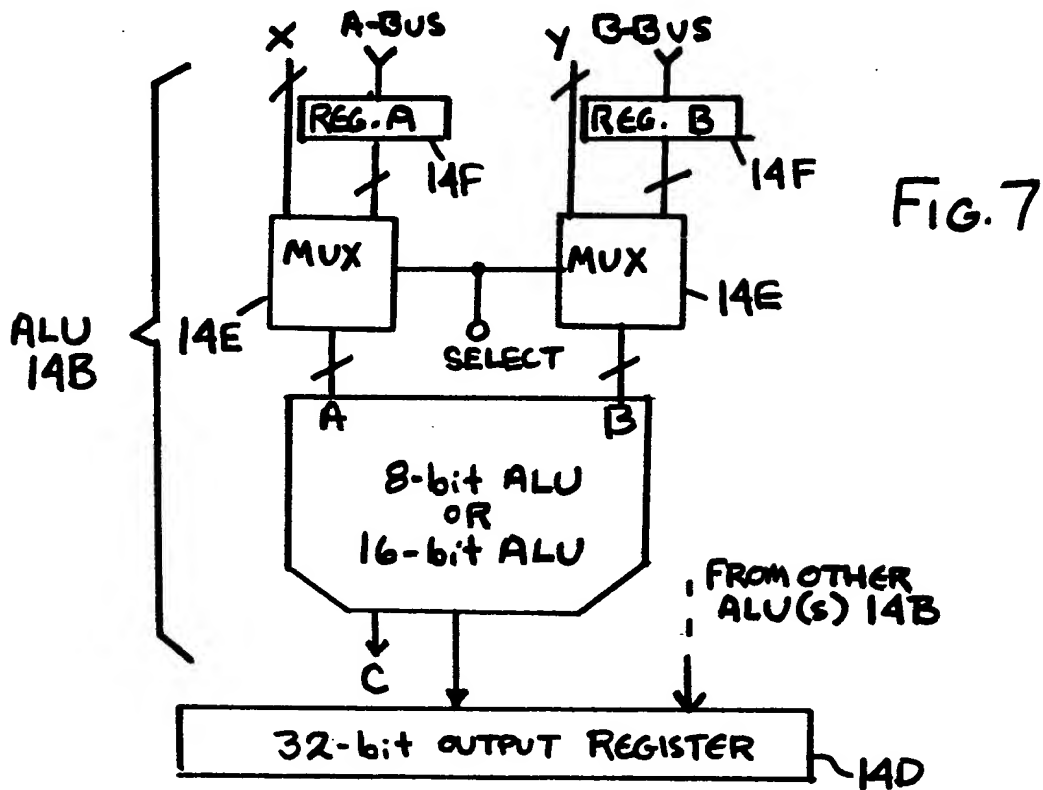 X
A-BUS
Y
B-BUS
REG. A
REG. B
14F
14F
FIG. 7
MUX
MUX
14E
14E
SELECT
ALU
14B
A
B
8-bit ALU
OR
16-bit ALU
FROM OTHER
ALU(s) 14B
C
32-bit OUTPUT REGISTER
14D